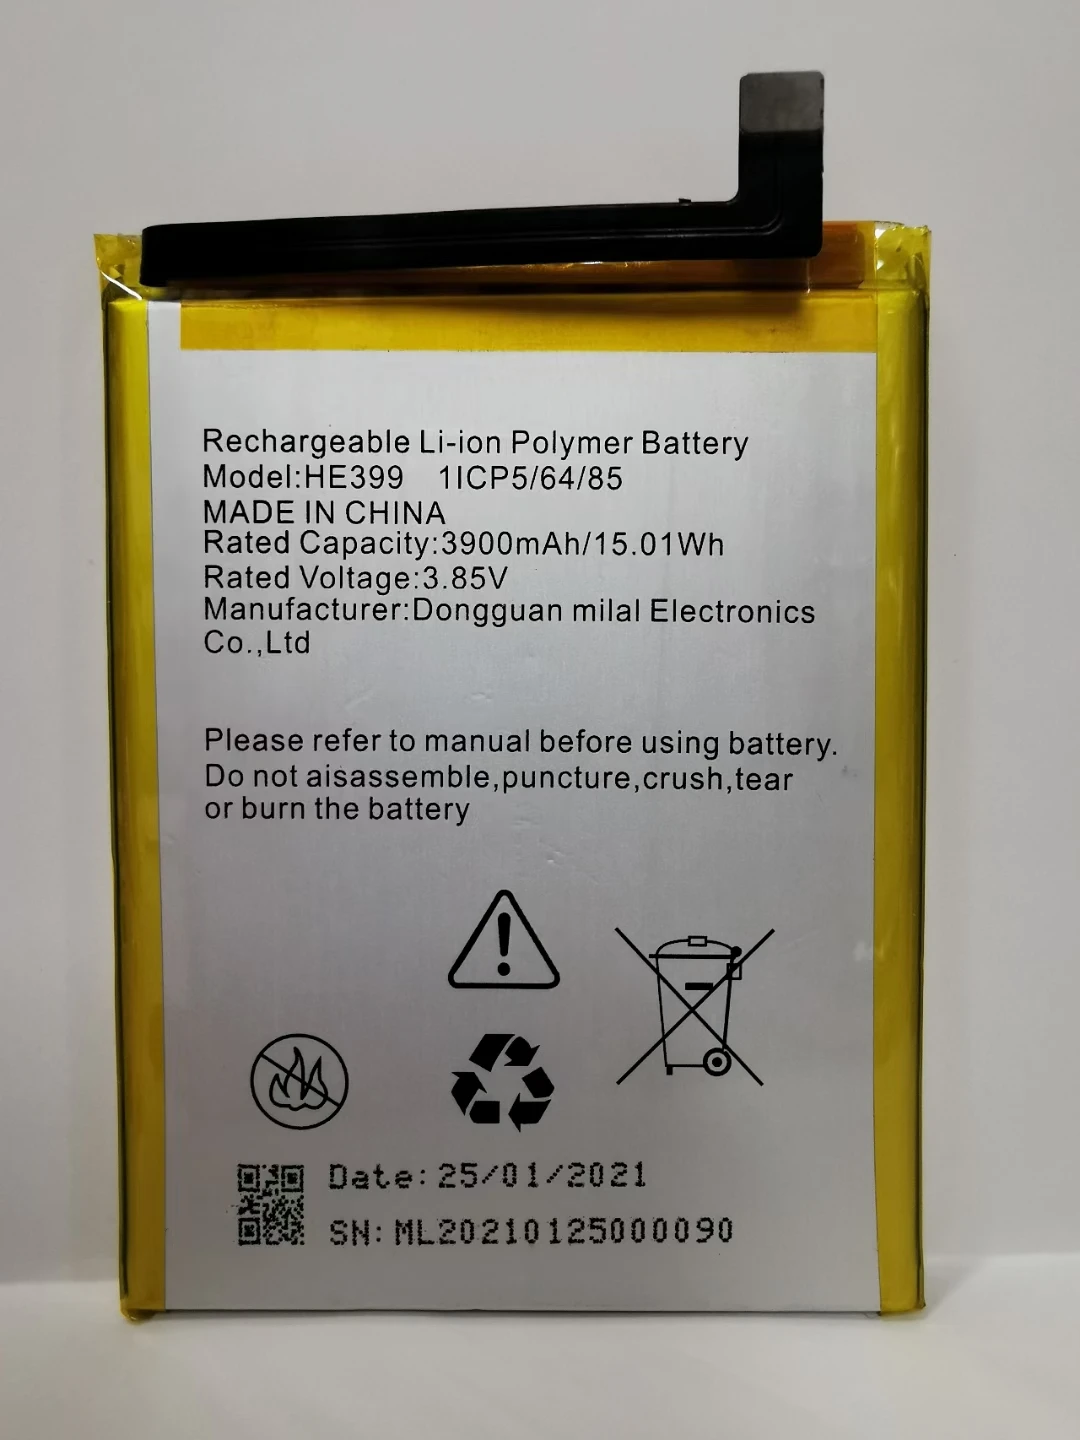 Rechargeable Li-ion Polymer Battery
Model:HE399 1ICP5/64/85
MADE IN CHINA
Rated Capacity:3900mAh/15.01Wh
Rated Voltage:3.85V
Manufacturer:Dongguan milal Electronics
Co.,Ltd
Please refer to manual before using battery.
Do not aisassemble,puncture,crush,tear
or burn the battery
Date:25/01/2021
SN:ML20210125000090